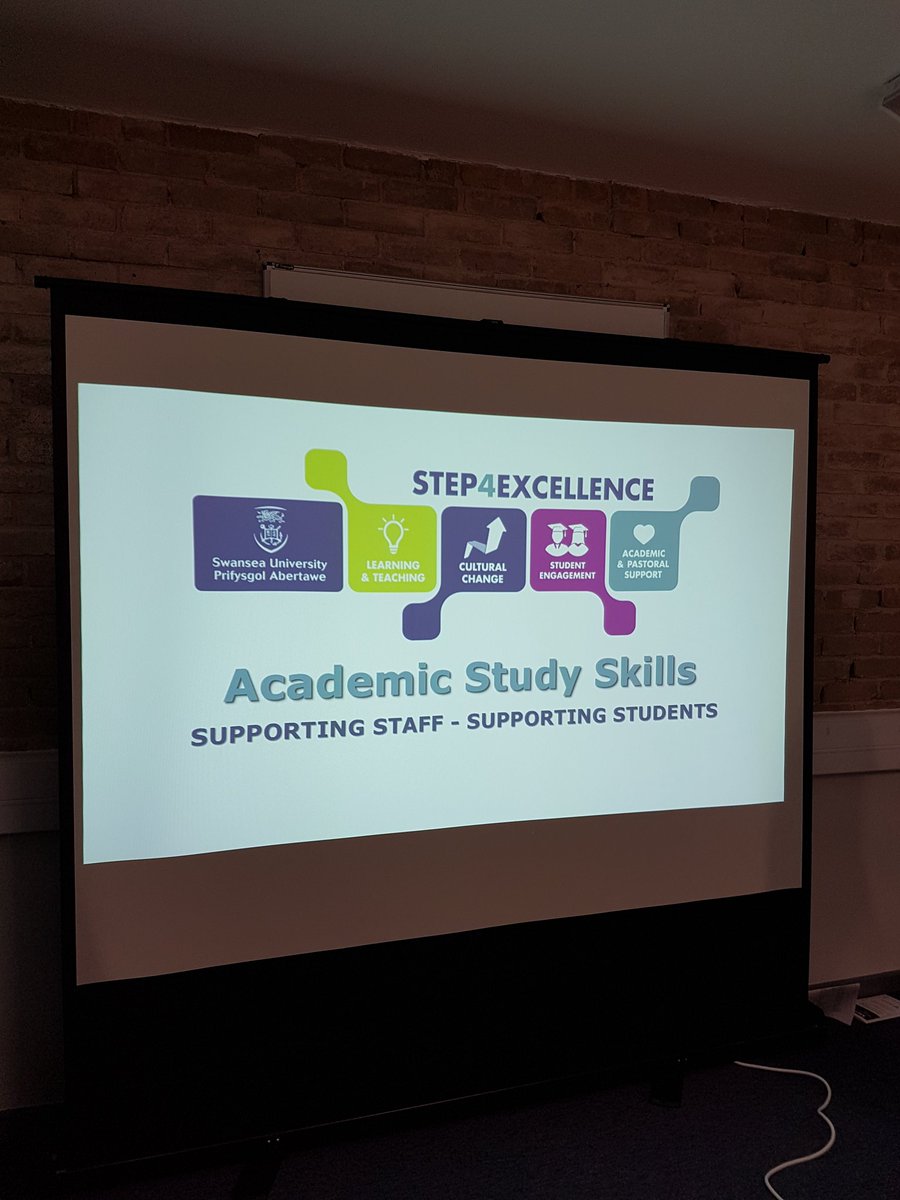 STEP4EXCELLENCE
Swansea University
Prifysgol Abertawe
LEARNING
& TEACHING
CULTURAL
CHANGE
STUDENT
ENGAGEMENT
ACADEMIC
& PASTORAL
SUPPORT
Academic Study Skills
SUPPORTING STAFF - SUPPORTING STUDENTS